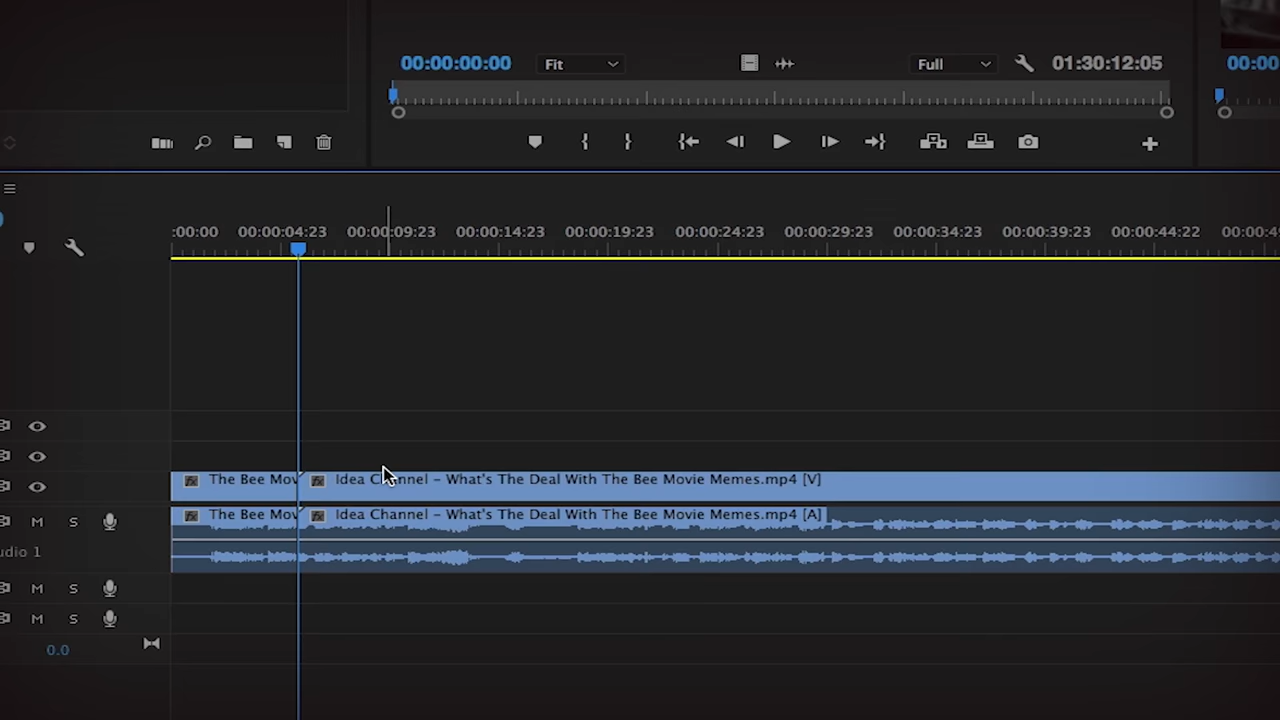 00:00:00:00 Fit Full 01:30:12:05 00:00
:00:00 00:00:04:23 00:00:09:23 00:00:14:23 00:00:19:23 00:00:24:23 00:00:29:23 00:00:34:23 00:00:39:23 00:00:44:22 00:00:49
The Bee Mov Idea Channel - What's The Deal With The Bee Movie Memes.mp4 [V]
The Bee Mov Idea Channel - What's The Deal With The Bee Movie Memes.mp4 [A]
M S
udio 1
M S
M S
0.0